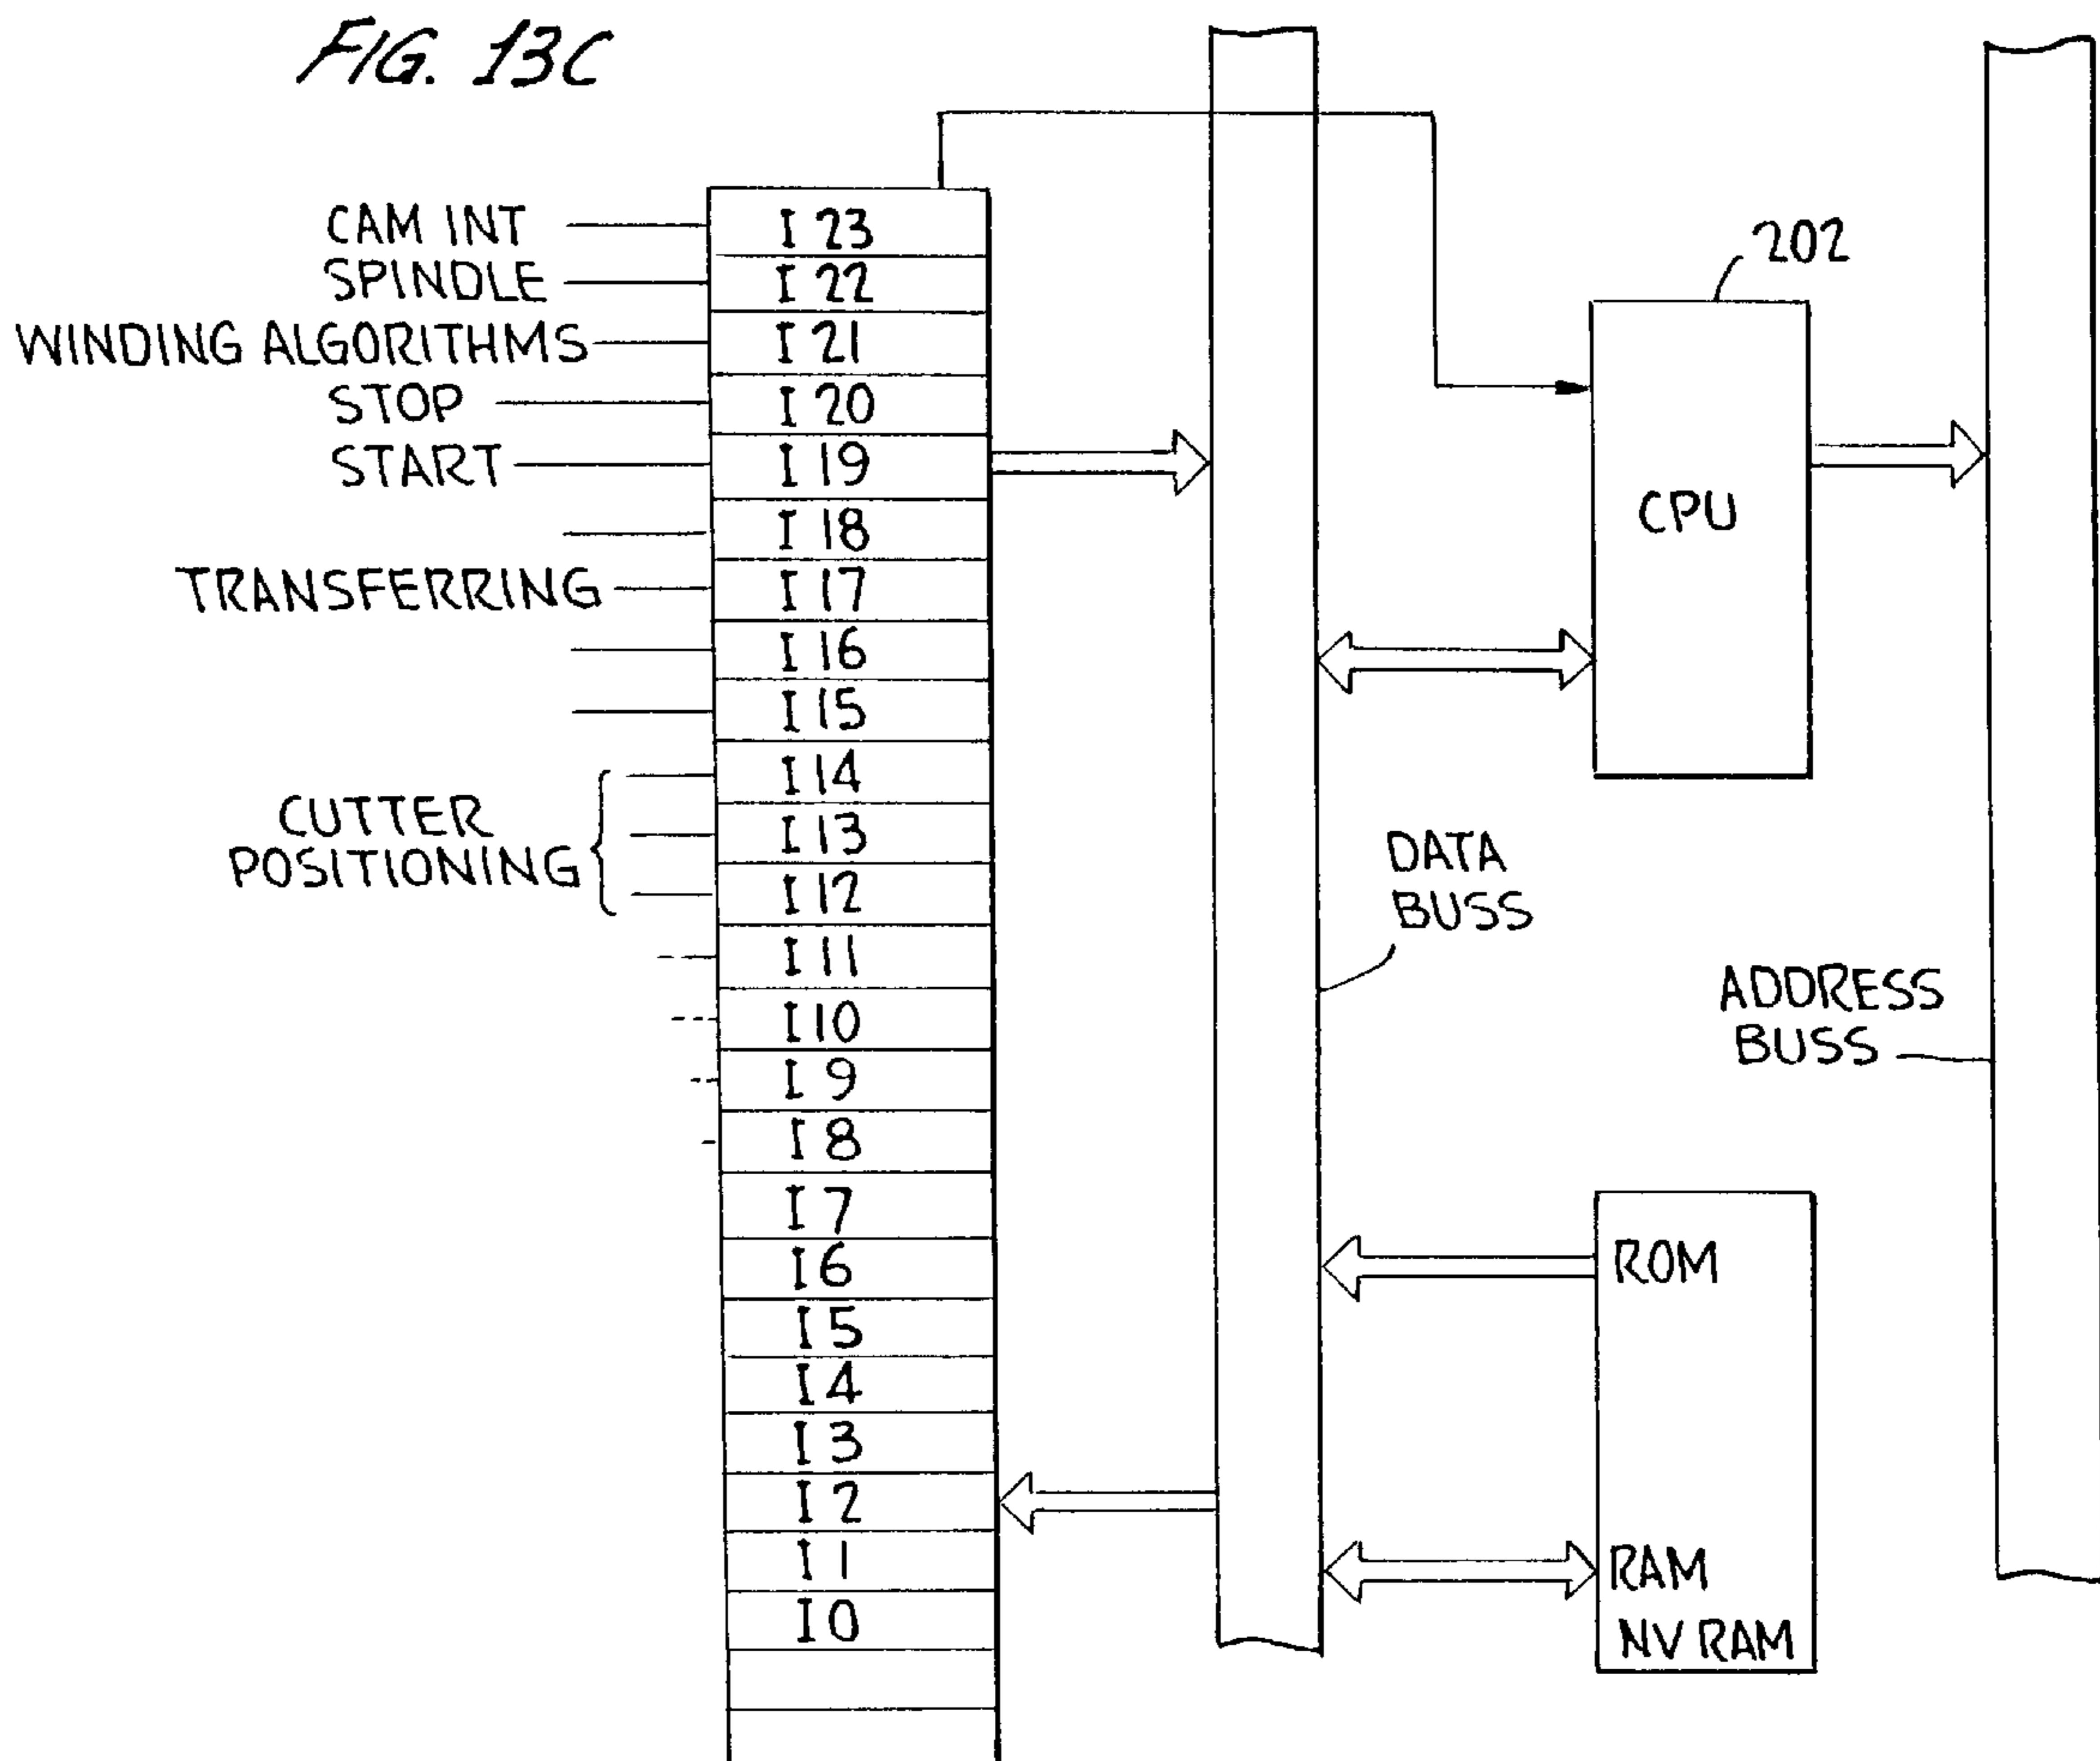 FIG. 13C
CAM INT
SPINDLE
WINDING ALGORITHMS
STOP
START
TRANSFERRING
CUTTER
POSITIONING
I 23
I 22
I 21
I 20
I 19
I 18
I 17
I 16
I 15
I 14
I 13
I 12
I 11
I 10
I 9
I 8
I 7
I 6
I 5
I 4
I 3
I 2
I 1
I 0
DATA
BUSS
202
CPU
ADDRESS
BUSS
ROM
RAM
NV RAM